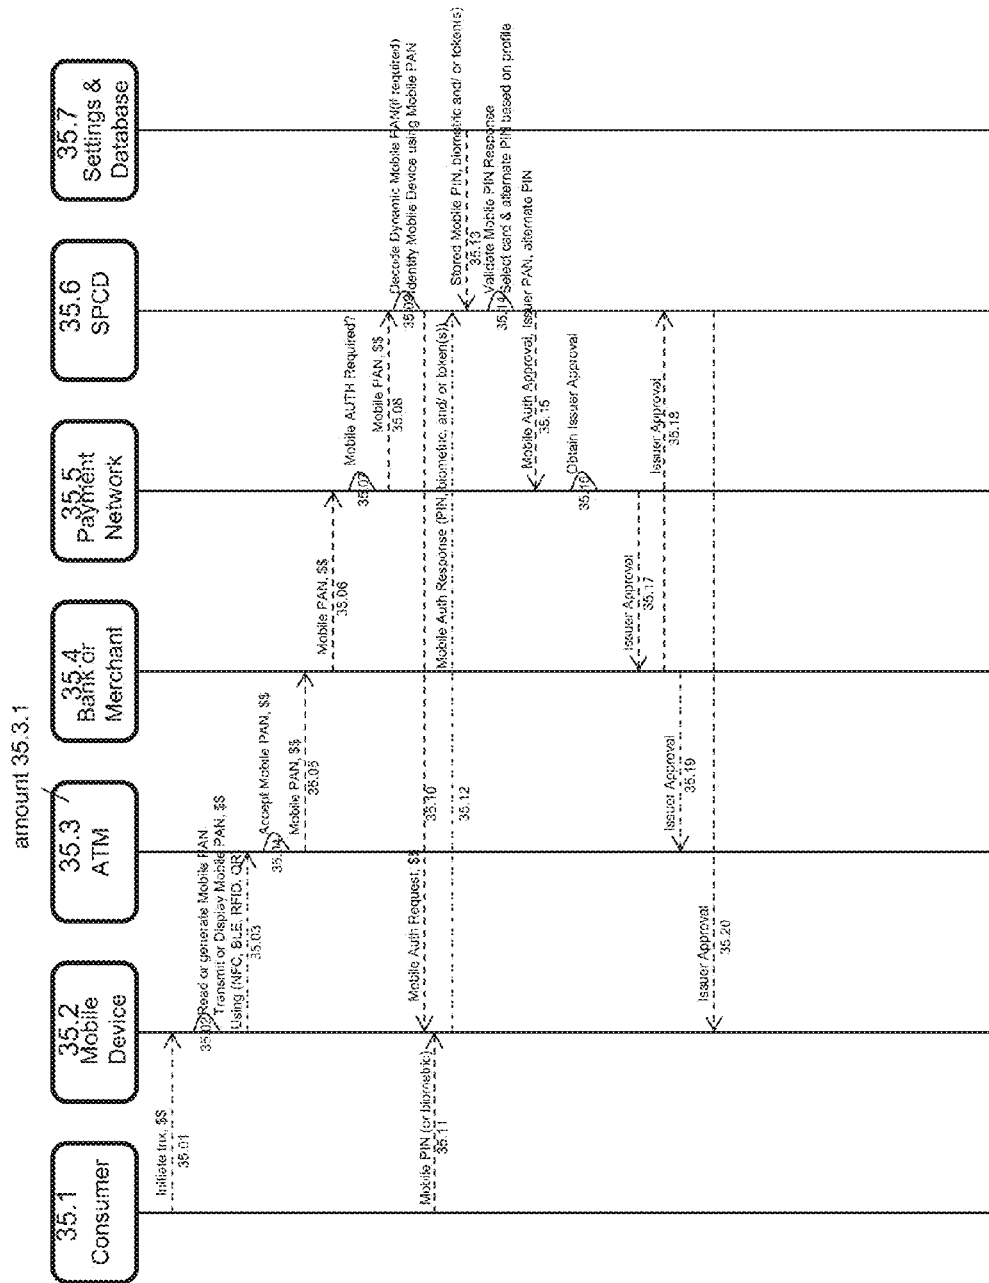 amount 35.3.1
35.1
Consumer
35.2
Mobile
Device
35.3
ATM
35.4
Bank or
Merchant
35.5
Payment
Network
35.6
SPCD
35.7
Settings &
Database
Initiate trx, $$
35.01
Read or generate Mobile PAN
35.02
Transmit or Display Mobile PAN, $$
Using (NFC, BLE, RFID, QR)
35.03
Accept Mobile PAN, $$
35.04
Mobile PAN, $$
35.05
Mobile PAN, $$
35.06
Mobile AUTH Required?
35.07
Mobile PAN, $$
35.08
Decode Dynamic Mobile PAN(if required)
Identity Mobile Device using Mobile PAN
35.09
Mobile Auth Request, $$
35.10
Mobile PIN (or biometric)
35.11
Mobile Auth Response (PIN, biometric, and/ or token(s))
35.12
Stored Mobile PIN, biometric and/ or token(s)
35.13
Validate Mobile PIN Response
Select card & alternate PIN based on profile
35.14
Mobile Auth Approval, Issuer PAN, alternate PIN
35.15
Obtain Issuer Approval
35.16
Issuer Approval
35.17
Issuer Approval
35.18
Issuer Approval
35.19
Issuer Approval
35.20